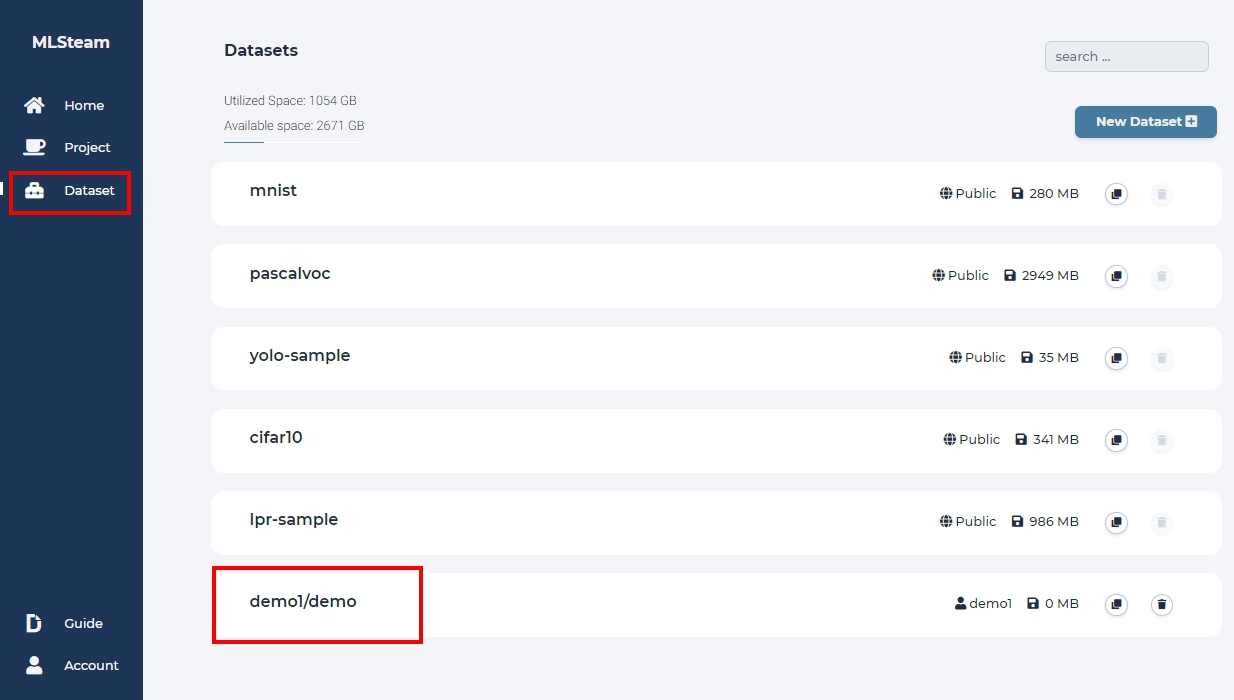 MLSteam
Home
Project
Dataset
Guide
Account
Datasets
search ...
Utilized Space: 1054 GB
Available space: 2671 GB
New Dataset
mnist Public 280 MB
pascalvoc Public 2949 MB
yolo-sample Public 35 MB
cifar10 Public 341 MB
lpr-sample Public 986 MB
demo1/demo demo1 0 MB